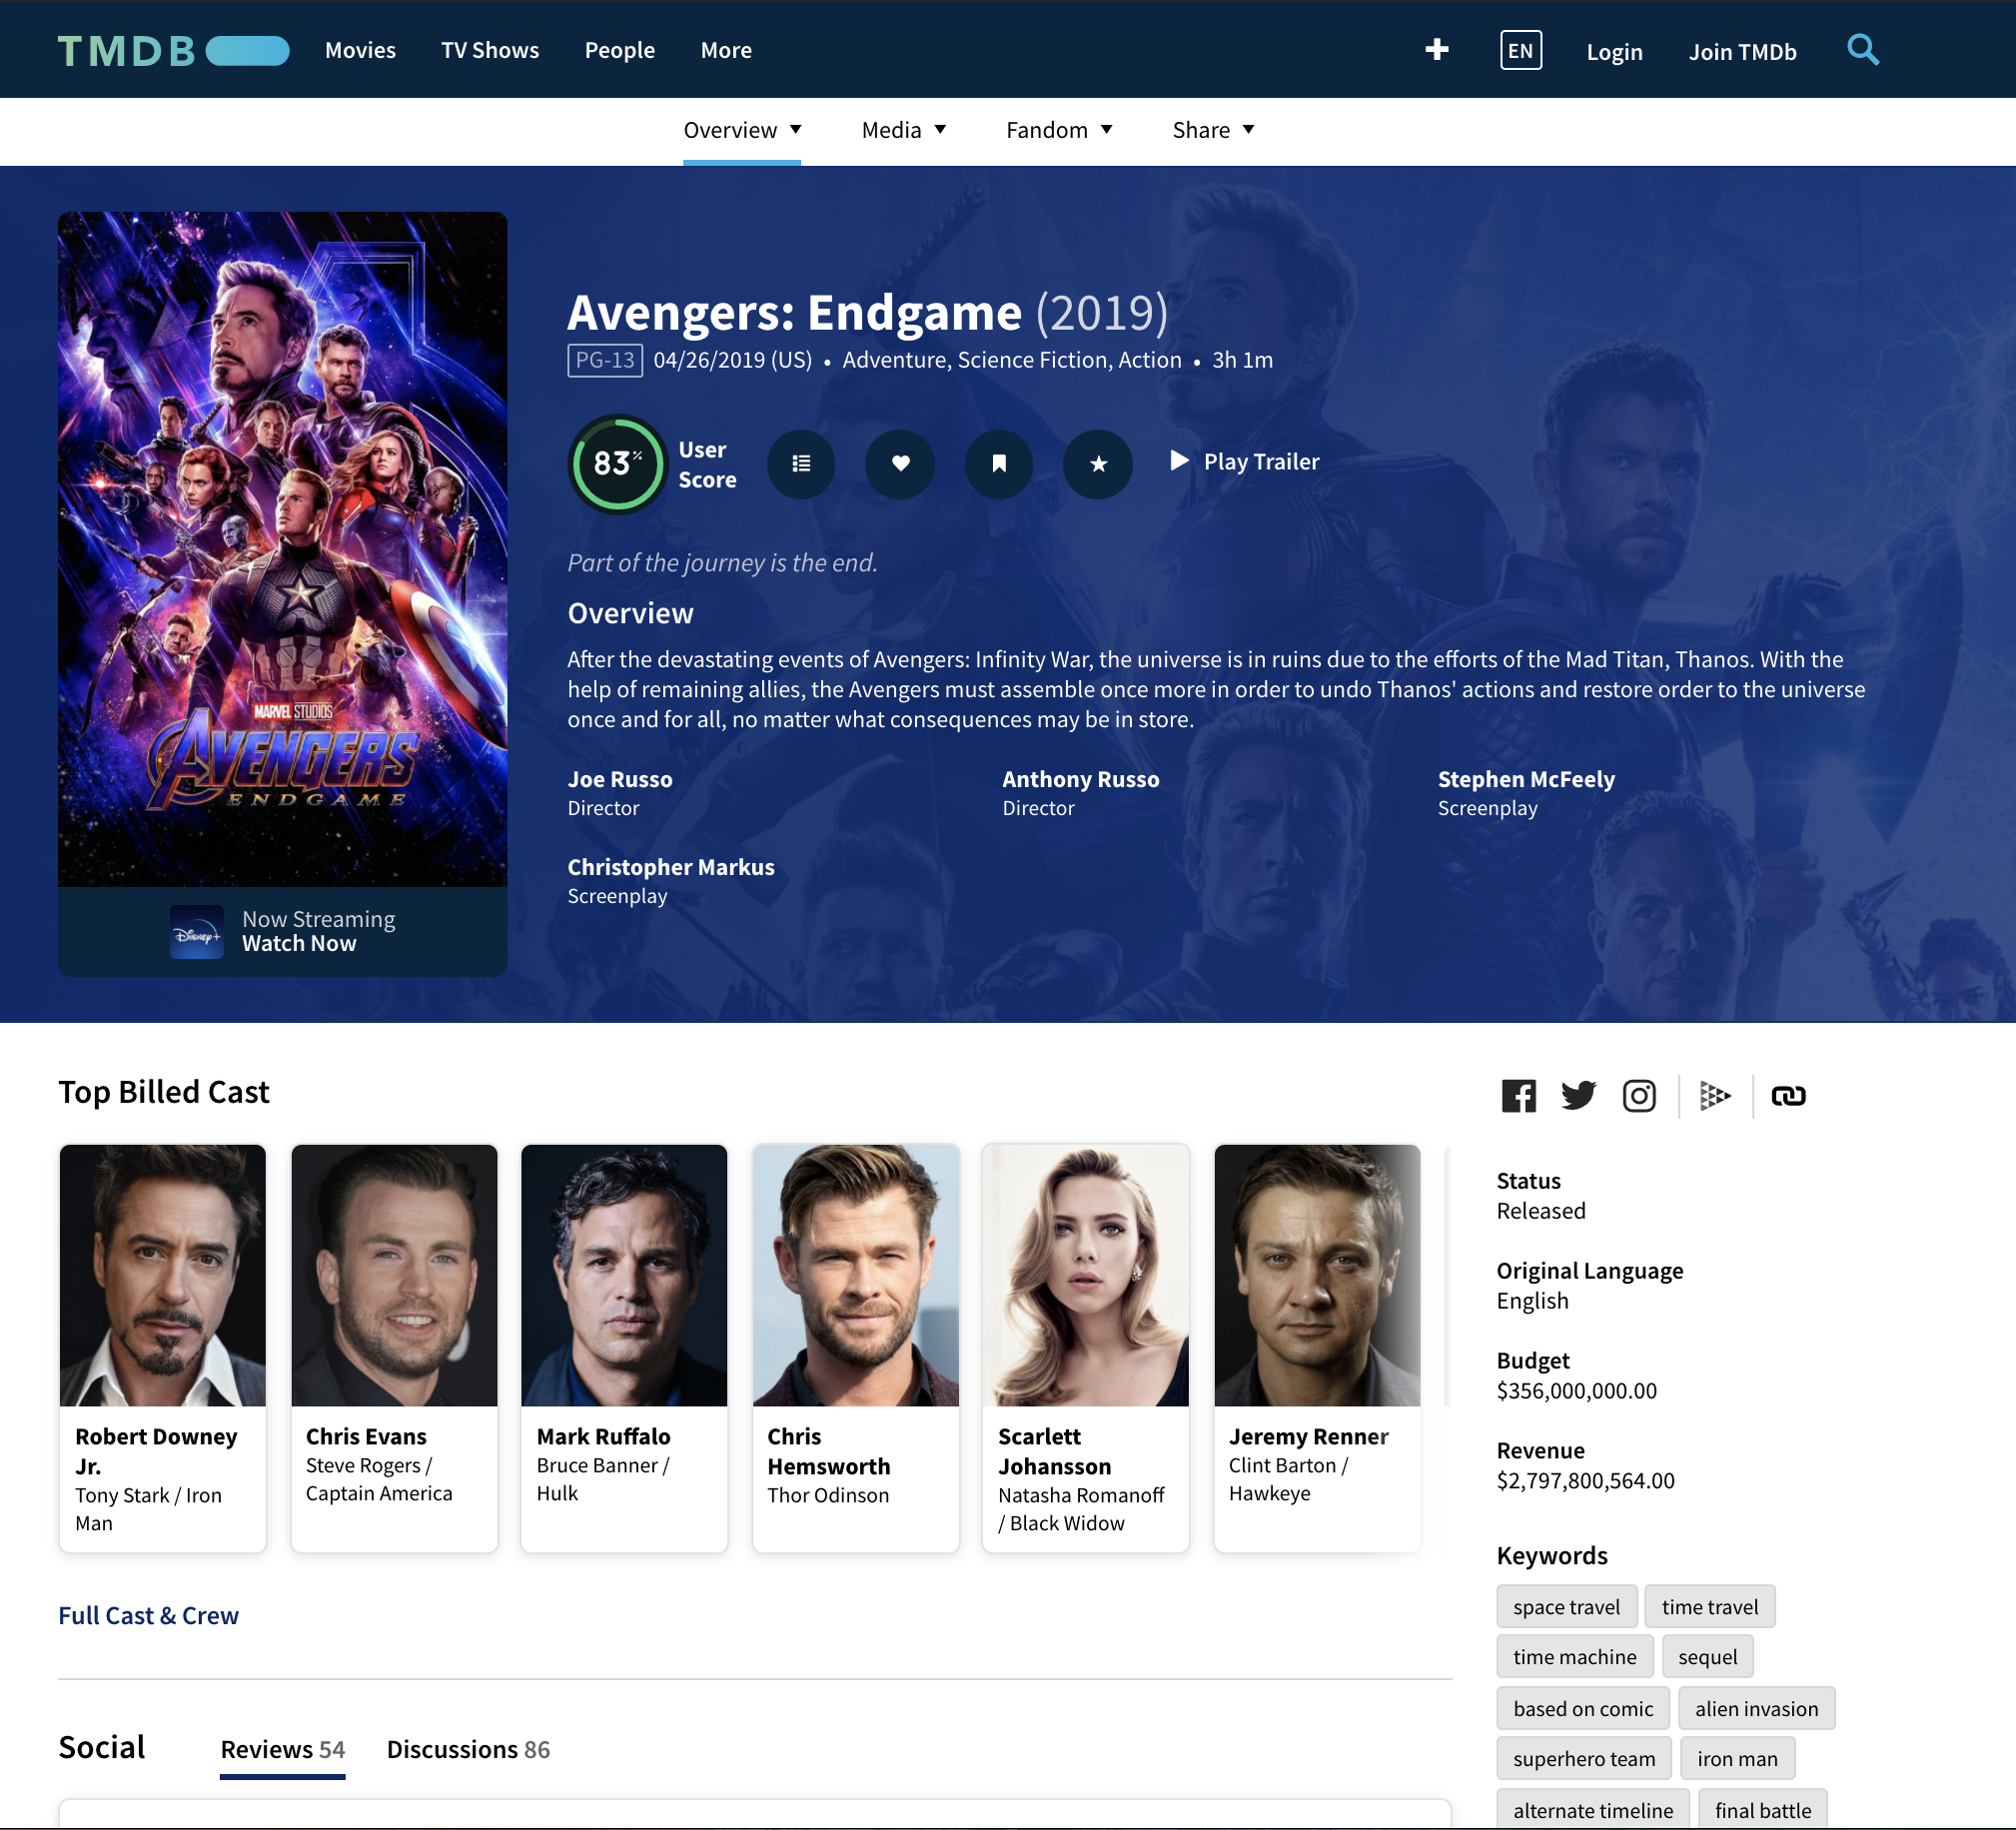 TMDB
Movies
TV Shows
People
More
EN
Login
Join TMDb
Overview
Media
Fandom
Share
MARVEL STUDIOS
AVENGERS
ENDGAME
Disney+
Now Streaming
Watch Now
Avengers: Endgame (2019)
PG-13 04/26/2019 (US) • Adventure, Science Fiction, Action • 3h 1m
83%
User
Score
Play Trailer
Part of the journey is the end.
Overview
After the devastating events of Avengers: Infinity War, the universe is in ruins due to the efforts of the Mad Titan, Thanos. With the
help of remaining allies, the Avengers must assemble once more in order to undo Thanos' actions and restore order to the universe
once and for all, no matter what consequences may be in store.
Joe Russo
Director
Anthony Russo
Director
Stephen McFeely
Screenplay
Christopher Markus
Screenplay
Top Billed Cast
Robert Downey
Jr.
Tony Stark / Iron
Man
Chris Evans
Steve Rogers /
Captain America
Mark Ruffalo
Bruce Banner /
Hulk
Chris
Hemsworth
Thor Odinson
Scarlett
Johansson
Natasha Romanoff
/ Black Widow
Jeremy Renner
Clint Barton /
Hawkeye
Full Cast & Crew
Social
Reviews 54
Discussions 86
Status
Released
Original Language
English
Budget
$356,000,000.00
Revenue
$2,797,800,564.00
Keywords
space travel
time travel
time machine
sequel
based on comic
alien invasion
superhero team
iron man
alternate timeline
final battle